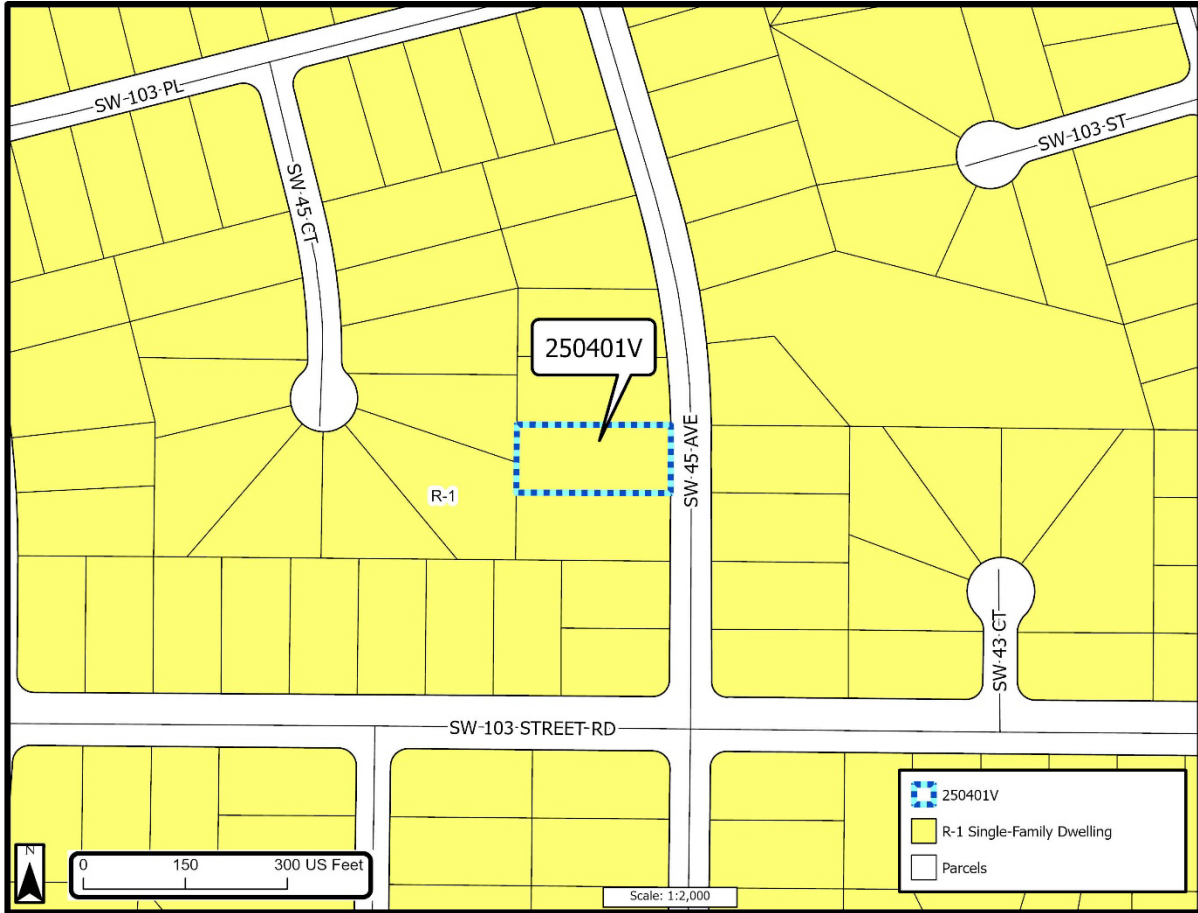 SW 103 PL
SW 103 ST
SW 45 CT
250401V
SW 45 AVE
R-1
SW 43 CT
SW 103 STREET RD
250401V
R-1 Single-Family Dwelling
Parcels
N
0 150 300 US Feet
Scale: 1:2,000